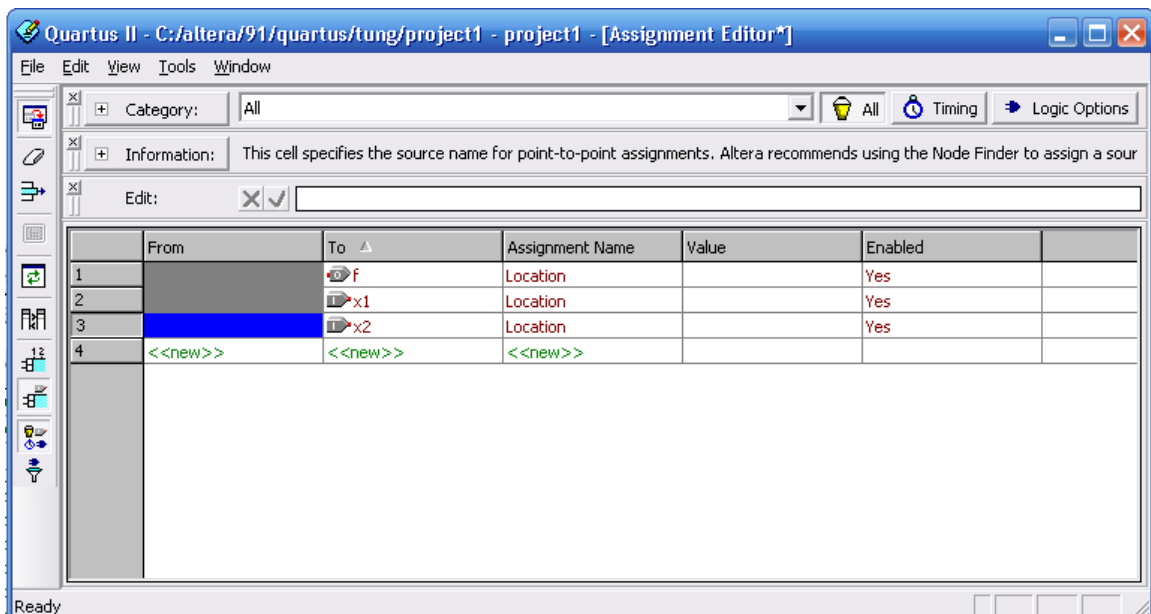 Quartus II - C:/altera/91/quartus/tung/project1 - project1 - [Assignment Editor*]
File Edit View Tools Window
Category: All All Timing Logic Options
Information: This cell specifies the source name for point-to-point assignments. Altera recommends using the Node Finder to assign a sour
Edit:
From To Assignment Name Value Enabled
1 f Location Yes
2 x1 Location Yes
3 x2 Location Yes
4 <<new>> <<new>> <<new>>
Ready